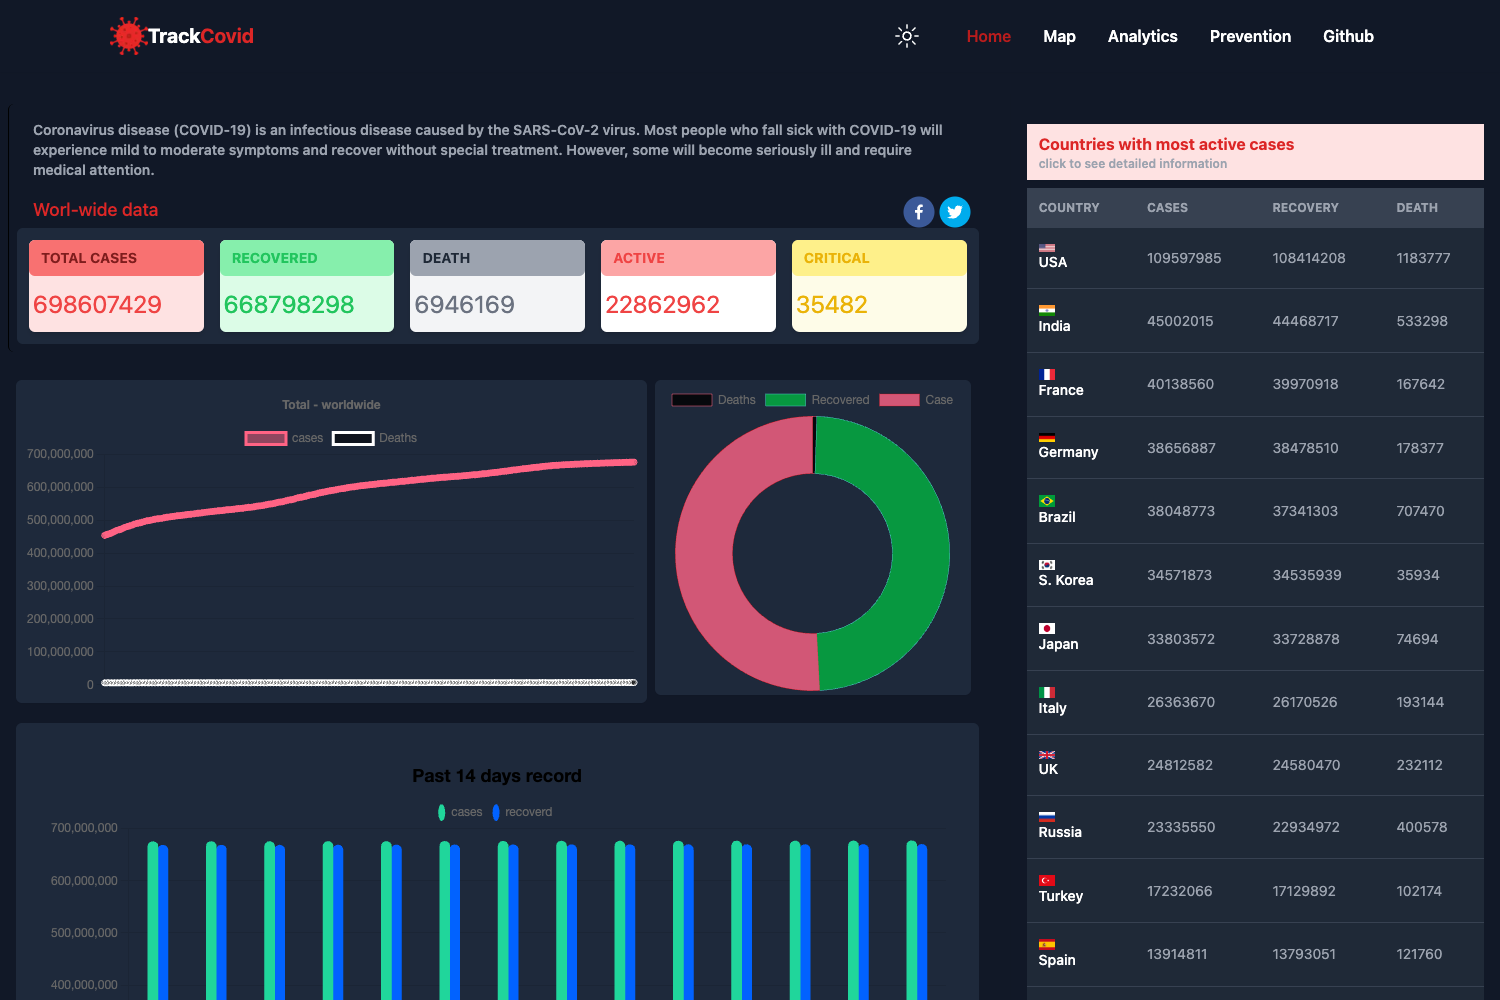 TrackCovid
Home Map Analytics Prevention Github
Coronavirus disease (COVID-19) is an infectious disease caused by the SARS-CoV-2 virus. Most people who fall sick with COVID-19 will
experience mild to moderate symptoms and recover without special treatment. However, some will become seriously ill and require
medical attention.
Worl-wide data
TOTAL CASES
698607429
RECOVERED
668798298
DEATH
6946169
ACTIVE
22862962
CRITICAL
35482
Total - worldwide
cases Deaths
700,000,000
600,000,000
500,000,000
400,000,000
300,000,000
200,000,000
100,000,000
0
Deaths Recovered Case
Past 14 days record
cases recoverd
700,000,000
600,000,000
500,000,000
400,000,000
Countries with most active cases
click to see detailed information
COUNTRY CASES RECOVERY DEATH
USA 109597985 108414208 1183777
India 45002015 44468717 533298
France 40138560 39970918 167642
Germany 38656887 38478510 178377
Brazil 38048773 37341303 707470
S. Korea 34571873 34535939 35934
Japan 33803572 33728878 74694
Italy 26363670 26170526 193144
UK 24812582 24580470 232112
Russia 23335550 22934972 400578
Turkey 17232066 17129892 102174
Spain 13914811 13793051 121760